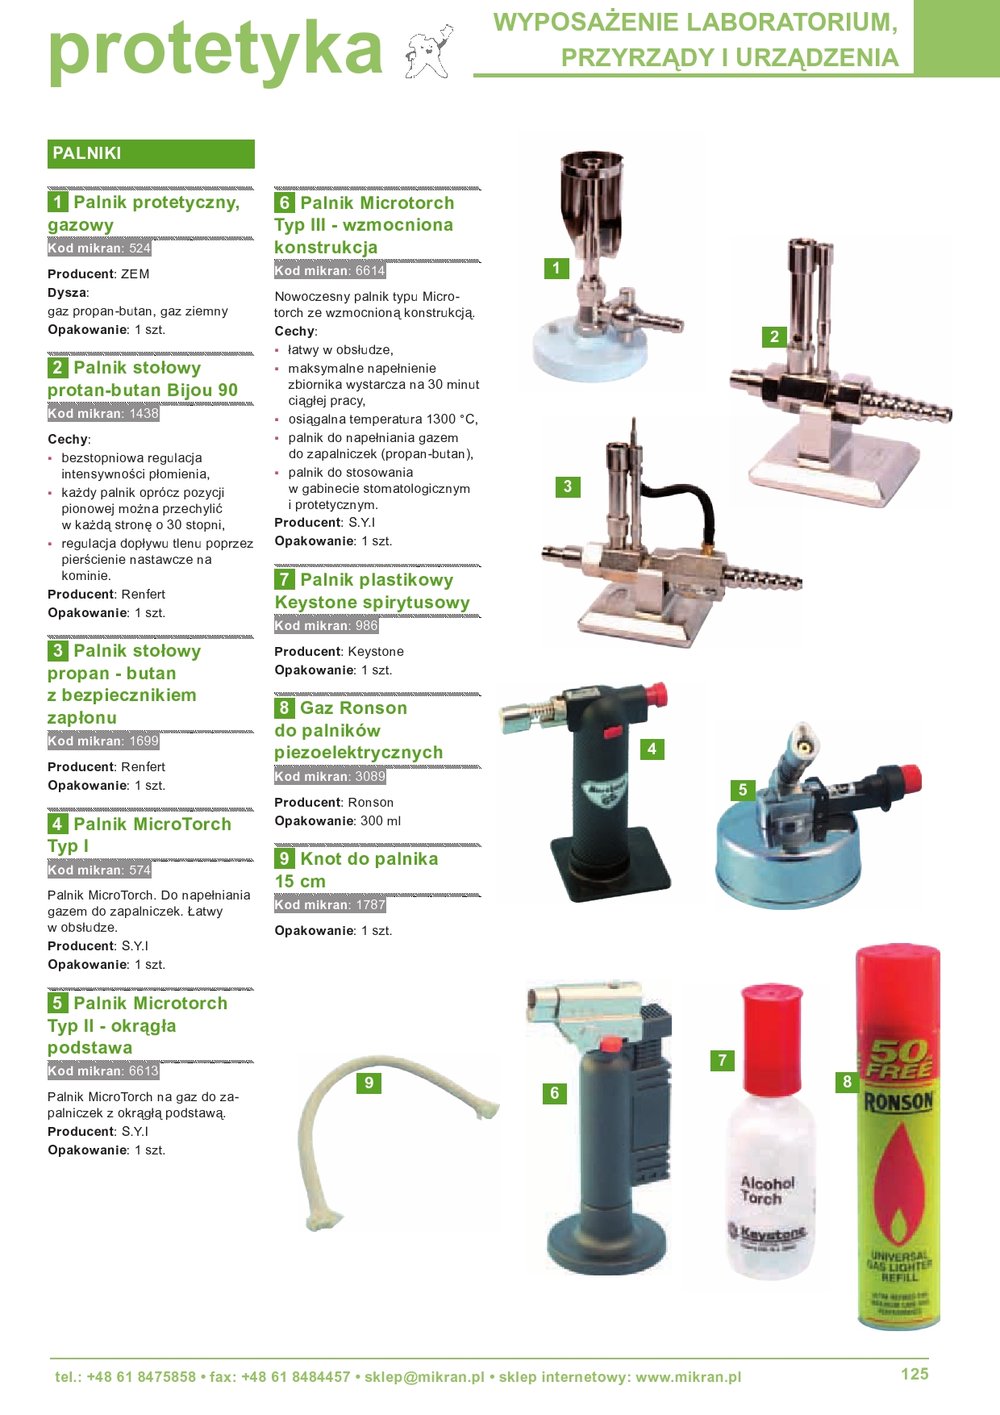 protetyka
WYPOSAŻENIE LABORATORIUM,
PRZYRZĄDY I URZĄDZENIA
PALNIKI
1 Palnik protetyczny,
gazowy
Kod mikran: 524
Producent: ZEM
Dysza:
gaz propan-butan, gaz ziemny
Opakowanie: 1 szt.
2 Palnik stołowy
protan-butan Bijou 90
Kod mikran: 1438
Cechy:
• bezstopniowa regulacja
intensywności płomienia,
• każdy palnik oprócz pozycji
pionowej można przechylić
w każdą stronę o 30 stopni,
• regulacja dopływu tlenu poprzez
pierścienie nastawcze na
kominie.
Producent: Renfert
Opakowanie: 1 szt.
3 Palnik stołowy
propan - butan
z bezpiecznikiem
zapłonu
Kod mikran: 1699
Producent: Renfert
Opakowanie: 1 szt.
4 Palnik MicroTorch
Typ I
Kod mikran: 574
Palnik MicroTorch. Do napełniania
gazem do zapalniczek. Łatwy
w obsłudze.
Producent: S.Y.I
Opakowanie: 1 szt.
5 Palnik Microtorch
Typ II - okrągła
podstawa
Kod mikran: 6613
Palnik MicroTorch na gaz do za-
palniczek z okrągłą podstawą.
Producent: S.Y.I
Opakowanie: 1 szt.
6 Palnik Microtorch
Typ III - wzmocniona
konstrukcja
Kod mikran: 6614
Nowoczesny palnik typu Micro-
torch ze wzmocnioną konstrukcją.
Cechy:
• łatwy w obsłudze,
• maksymalne napełnienie
zbiornika wystarcza na 30 minut
ciągłej pracy,
• osiągalna temperatura 1300 °C,
• palnik do napełniania gazem
do zapalniczek (propan-butan),
• palnik do stosowania
w gabinecie stomatologicznym
i protetycznym.
Producent: S.Y.I
Opakowanie: 1 szt.
7 Palnik plastikowy
Keystone spirytusowy
Kod mikran: 986
Producent: Keystone
Opakowanie: 1 szt.
8 Gaz Ronson
do palników
piezoelektrycznych
Kod mikran: 3089
Producent: Ronson
Opakowanie: 300 ml
9 Knot do palnika
15 cm
Kod mikran: 1787
Opakowanie: 1 szt.
1
2
3
4
5
6
7
8
9
Alcohol
Torch
Keystone
50
FREE
RONSON
UNIVERSAL
GAS LIGHTER
REFILL
tel.: +48 61 8475858 • fax: +48 61 8484457 • sklep@mikran.pl • sklep internetowy: www.mikran.pl
125